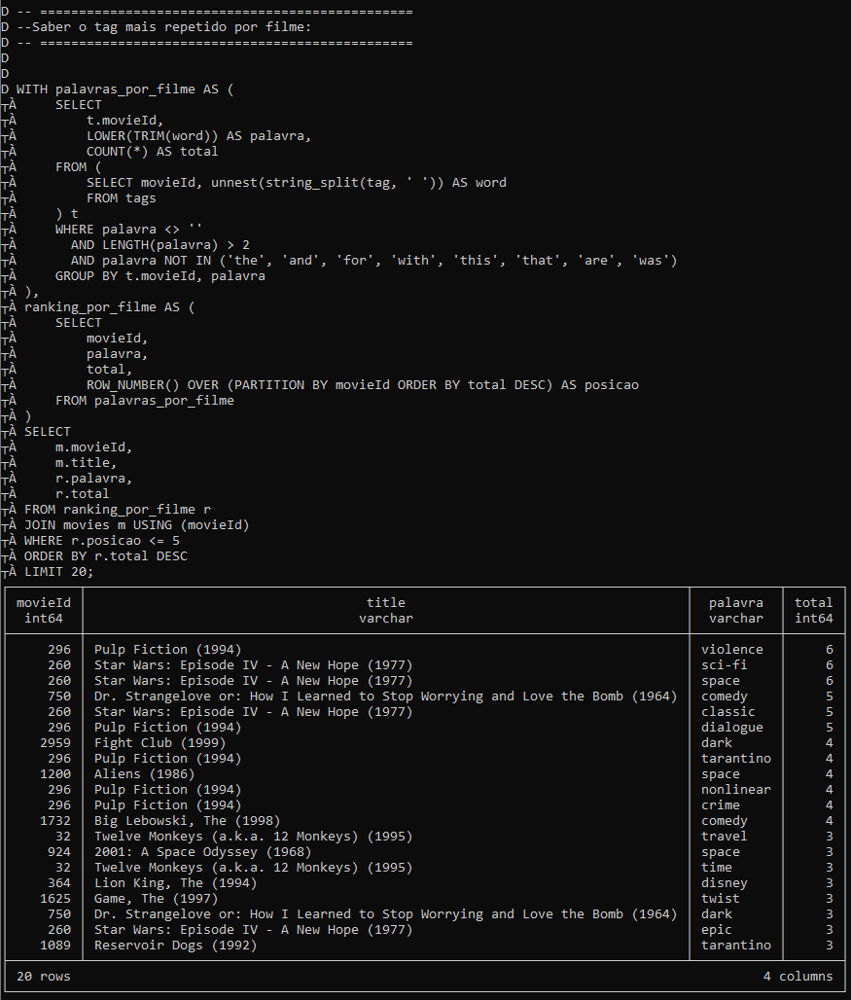 D -- ================================================
D --Saber o tag mais repetido por filme:
D -- ================================================
D
D
D WITH palavras_por_filme AS (
┬À     SELECT
┬À         t.movieId,
┬À         LOWER(TRIM(word)) AS palavra,
┬À         COUNT(*) AS total
┬À     FROM (
┬À         SELECT movieId, unnest(string_split(tag, ' ')) AS word
┬À         FROM tags
┬À     ) t
┬À     WHERE palavra <> ''
┬À       AND LENGTH(palavra) > 2
┬À       AND palavra NOT IN ('the', 'and', 'for', 'with', 'this', 'that', 'are', 'was')
┬À     GROUP BY t.movieId, palavra
┬À ),
┬À ranking_por_filme AS (
┬À     SELECT
┬À         movieId,
┬À         palavra,
┬À         total,
┬À         ROW_NUMBER() OVER (PARTITION BY movieId ORDER BY total DESC) AS posicao
┬À     FROM palavras_por_filme
┬À )
┬À SELECT
┬À     m.movieId,
┬À     m.title,
┬À     r.palavra,
┬À     r.total
┬À FROM ranking_por_filme r
┬À JOIN movies m USING (movieId)
┬À WHERE r.posicao <= 5
┬À ORDER BY r.total DESC
┬À LIMIT 20;
movieId title palavra total
int64 varchar varchar int64
296 Pulp Fiction (1994) violence 6
260 Star Wars: Episode IV - A New Hope (1977) sci-fi 6
260 Star Wars: Episode IV - A New Hope (1977) space 6
750 Dr. Strangelove or: How I Learned to Stop Worrying and Love the Bomb (1964) comedy 5
260 Star Wars: Episode IV - A New Hope (1977) classic 5
296 Pulp Fiction (1994) dialogue 5
2959 Fight Club (1999) dark 4
296 Pulp Fiction (1994) tarantino 4
1200 Aliens (1986) space 4
296 Pulp Fiction (1994) nonlinear 4
296 Pulp Fiction (1994) crime 4
1732 Big Lebowski, The (1998) comedy 4
32 Twelve Monkeys (a.k.a. 12 Monkeys) (1995) travel 3
924 2001: A Space Odyssey (1968) space 3
32 Twelve Monkeys (a.k.a. 12 Monkeys) (1995) time 3
364 Lion King, The (1994) disney 3
1625 Game, The (1997) twist 3
750 Dr. Strangelove or: How I Learned to Stop Worrying and Love the Bomb (1964) dark 3
260 Star Wars: Episode IV - A New Hope (1977) epic 3
1089 Reservoir Dogs (1992) tarantino 3
20 rows 4 columns